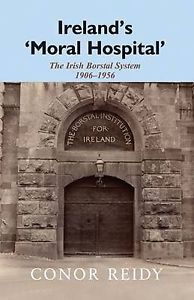 Ireland's
'Moral Hospital'
The Irish Borstal System
1906–1956
THE BORSTAL INSTITUTION
FOR
IRELAND
CONOR REIDY